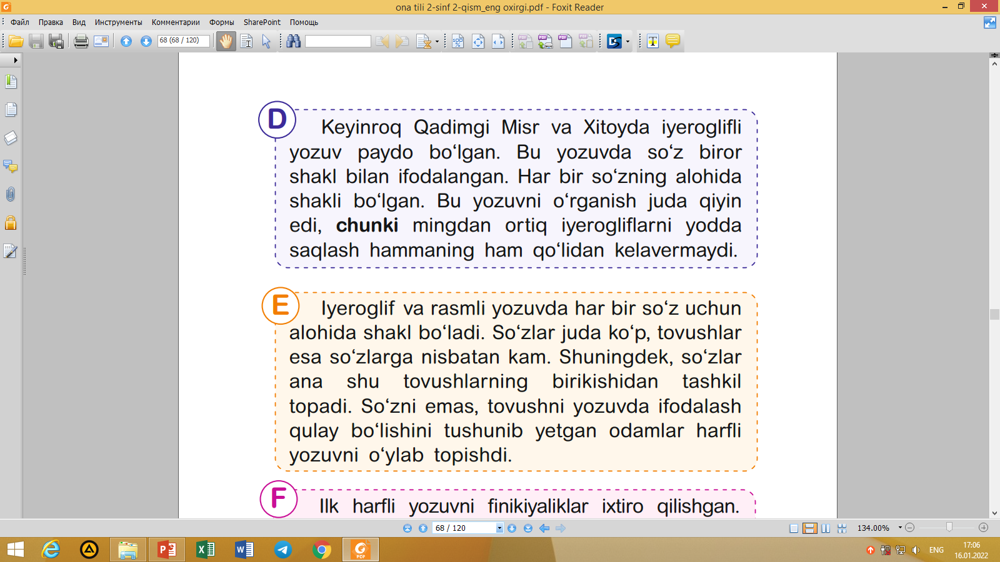 ona tili 2-sinf 2-qism_eng oxirgi.pdf - Foxit Reader
Файл Правка Вид Инструменты Комментарии Формы SharePoint Помощь
68 (68 / 120)
D
Keyinroq Qadimgi Misr va Xitoyda iyeroglifli
yozuv paydo bo‘lgan. Bu yozuvda so‘z biror
shakl bilan ifodalangan. Har bir so‘zning alohida
shakli bo‘lgan. Bu yozuvni o‘rganish juda qiyin
edi, chunki mingdan ortiq iyerogliflarni yodda
saqlash hammaning ham qo‘lidan kelavermaydi.
E
Iyeroglif va rasmli yozuvda har bir so‘z uchun
alohida shakl bo‘ladi. So‘zlar juda ko‘p, tovushlar
esa so‘zlarga nisbatan kam. Shuningdek, so‘zlar
ana shu tovushlarning birikishidan tashkil
topadi. So‘zni emas, tovushni yozuvda ifodalash
qulay bo‘lishini tushunib yetgan odamlar harfli
yozuvni o‘ylab topishdi.
F
Ilk harfli yozuvni finikiyaliklar ixtiro qilishgan.
68 / 120
134.00%
ENG
17:06
16.01.2022